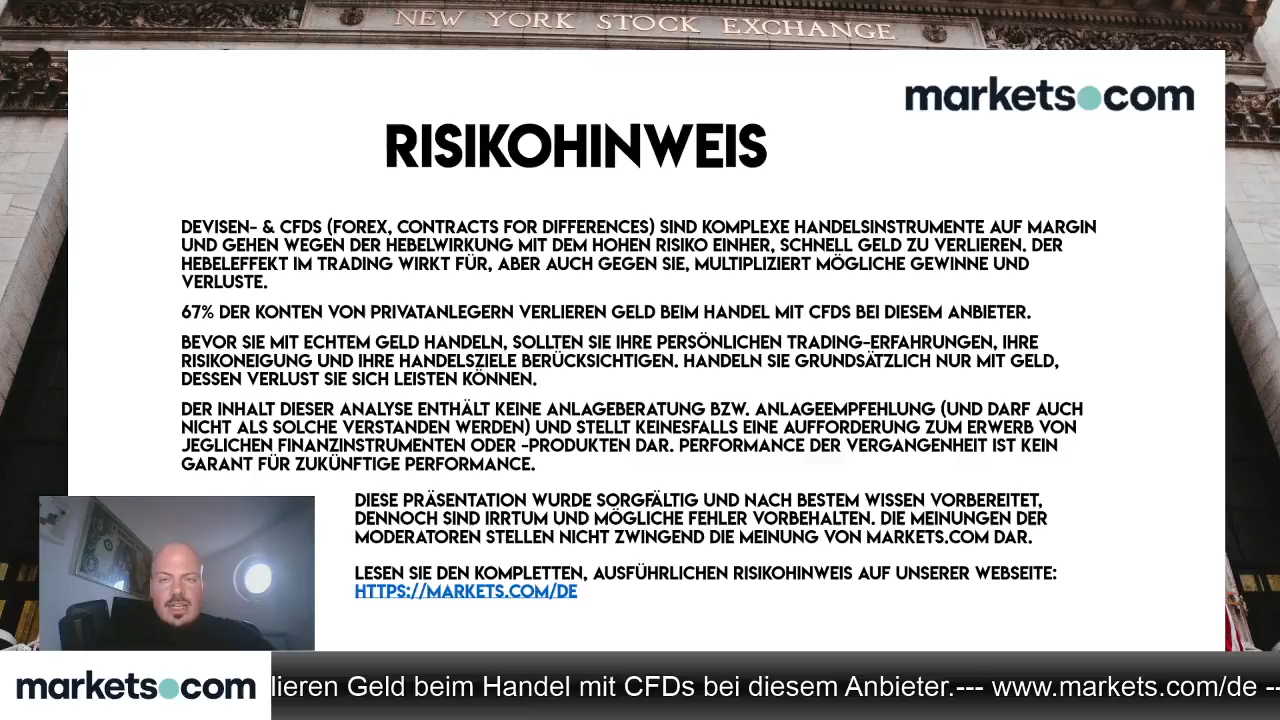 NEW YORK STOCK EXCHANGE
markets.com
RISIKOHINWEIS
DEVISEN- & CFDS (FOREX, CONTRACTS FOR DIFFERENCES) SIND KOMPLEXE HANDELSINSTRUMENTE AUF MARGIN
UND GEHEN WEGEN DER HEBELWIRKUNG MIT DEM HOHEN RISIKO EINHER, SCHNELL GELD ZU VERLIEREN. DER
HEBELEFFEKT IM TRADING WIRKT FÜR, ABER AUCH GEGEN SIE, MULTIPLIZIERT MÖGLICHE GEWINNE UND
VERLUSTE.
67% DER KONTEN VON PRIVATANLEGERN VERLIEREN GELD BEIM HANDEL MIT CFDS BEI DIESEM ANBIETER.
BEVOR SIE MIT ECHTEM GELD HANDELN, SOLLTEN SIE IHRE PERSÖNLICHEN TRADING-ERFAHRUNGEN, IHRE
RISIKONEIGUNG UND IHRE HANDELSZIELE BERÜCKSICHTIGEN. HANDELN SIE GRUNDSÄTZLICH NUR MIT GELD,
DESSEN VERLUST SIE SICH LEISTEN KÖNNEN.
DER INHALT DIESER ANALYSE ENTHÄLT KEINE ANLAGEBERATUNG BZW. ANLAGEEMPFEHLUNG (UND DARF AUCH
NICHT ALS SOLCHE VERSTANDEN WERDEN) UND STELLT KEINESFALLS EINE AUFFORDERUNG ZUM ERWERB VON
JEGLICHEN FINANZINSTRUMENTEN ODER -PRODUKTEN DAR. PERFORMANCE DER VERGANGENHEIT IST KEIN
GARANT FÜR ZUKÜNFTIGE PERFORMANCE.
DIESE PRÄSENTATION WURDE SORGFÄLTIG UND NACH BESTEM WISSEN VORBEREITET,
DENNOCH SIND IRRTUM UND MÖGLICHE FEHLER VORBEHALTEN. DIE MEINUNGEN DER
MODERATOREN STELLEN NICHT ZWINGEND DIE MEINUNG VON MARKETS.COM DAR.
LESEN SIE DEN KOMPLETTEN, AUSFÜHRLICHEN RISIKOHINWEIS AUF UNSERER WEBSEITE:
HTTPS://MARKETS.COM/DE
markets.com
lieren Geld beim Handel mit CFDs bei diesem Anbieter.--- www.markets.com/de --